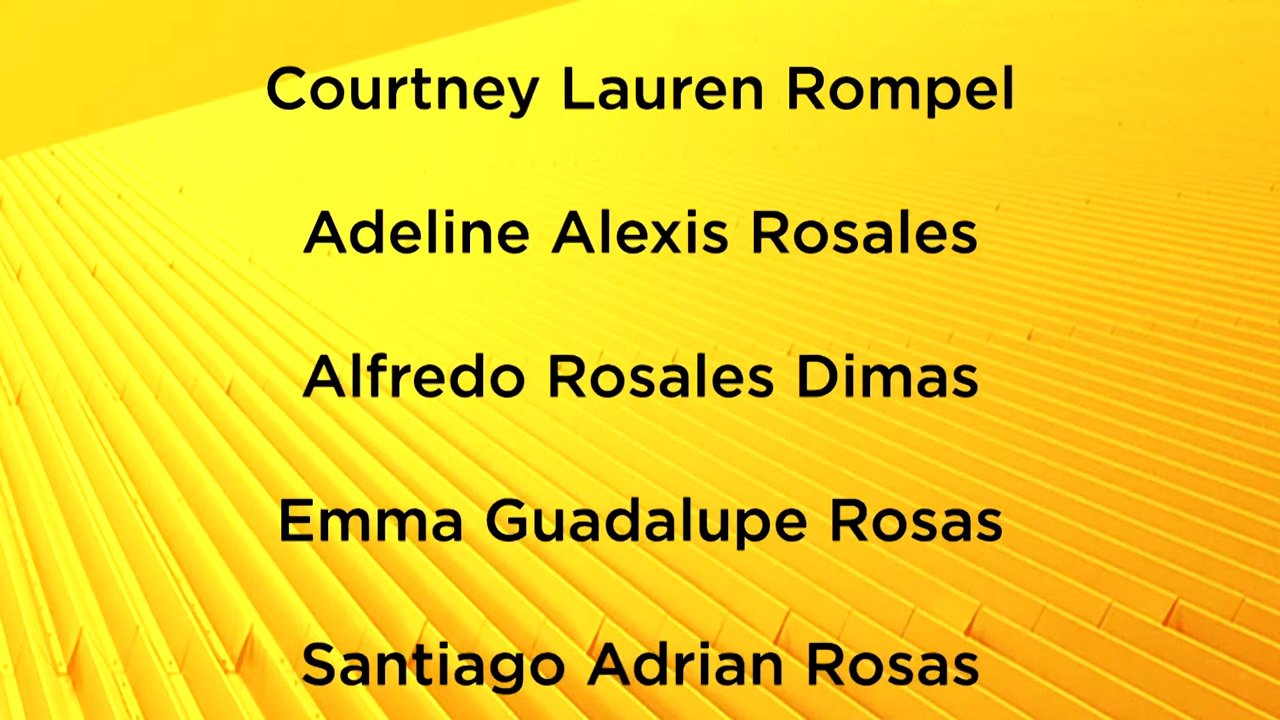 Courtney Lauren Rompel
Adeline Alexis Rosales
Alfredo Rosales Dimas
Emma Guadalupe Rosas
Santiago Adrian Rosas